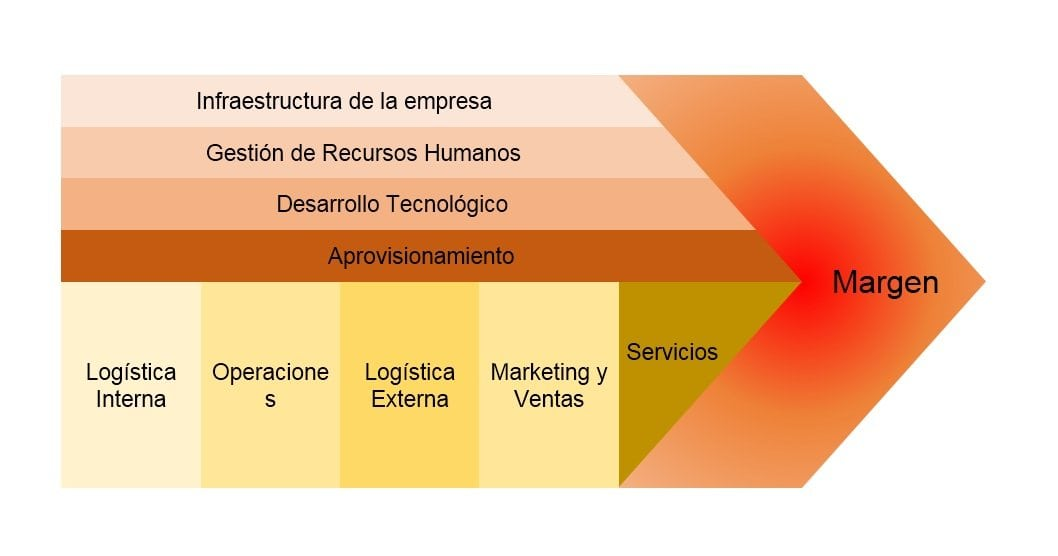 Infraestructura de la empresa
Gestión de Recursos Humanos
Desarrollo Tecnológico
Aprovisionamiento
Margen
Logística
Interna
Operacione
s
Logística
Externa
Marketing y
Ventas
Servicios